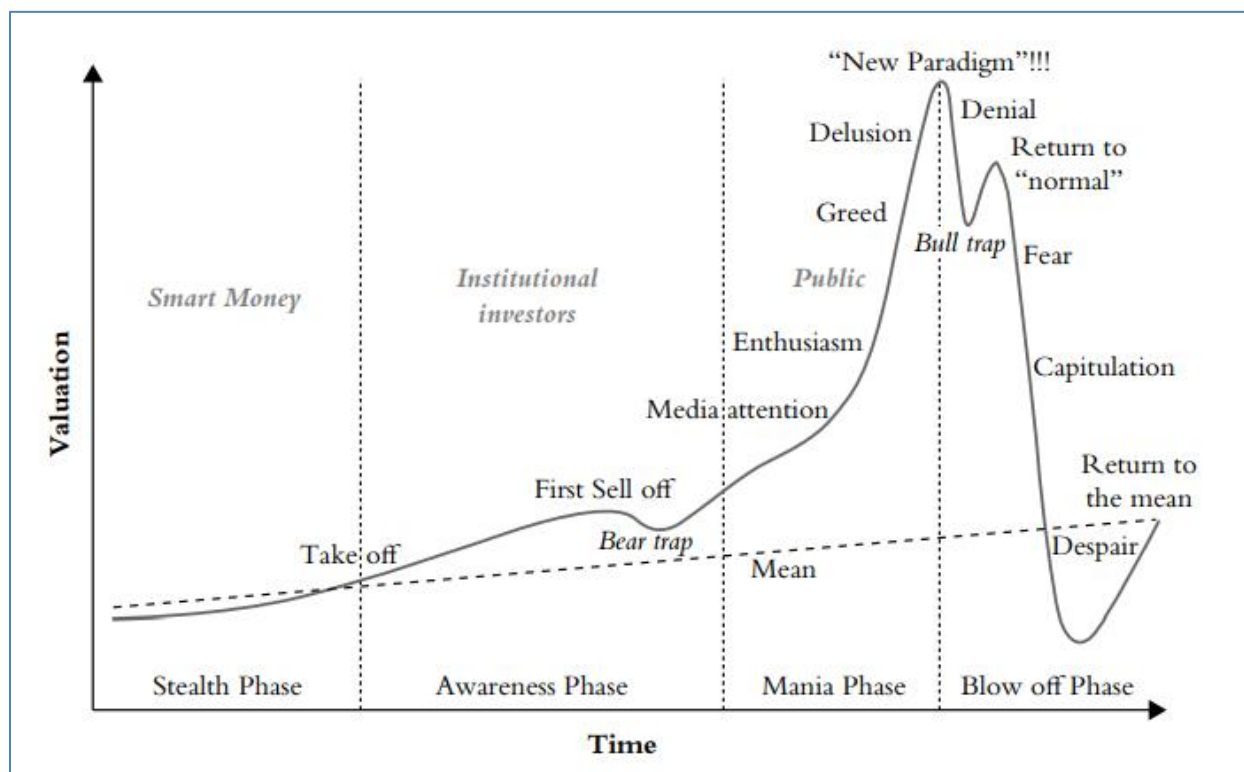 “New Paradigm”!!!
Denial
Delusion
Return to
“normal”
Greed
Bull trap
Fear
Smart Money
Institutional
investors
Public
Enthusiasm
Capitulation
Media attention
Valuation
First Sell off
Return to
the mean
Bear trap
Take off
Despair
Mean
Stealth Phase
Awareness Phase
Mania Phase
Blow off Phase
Time